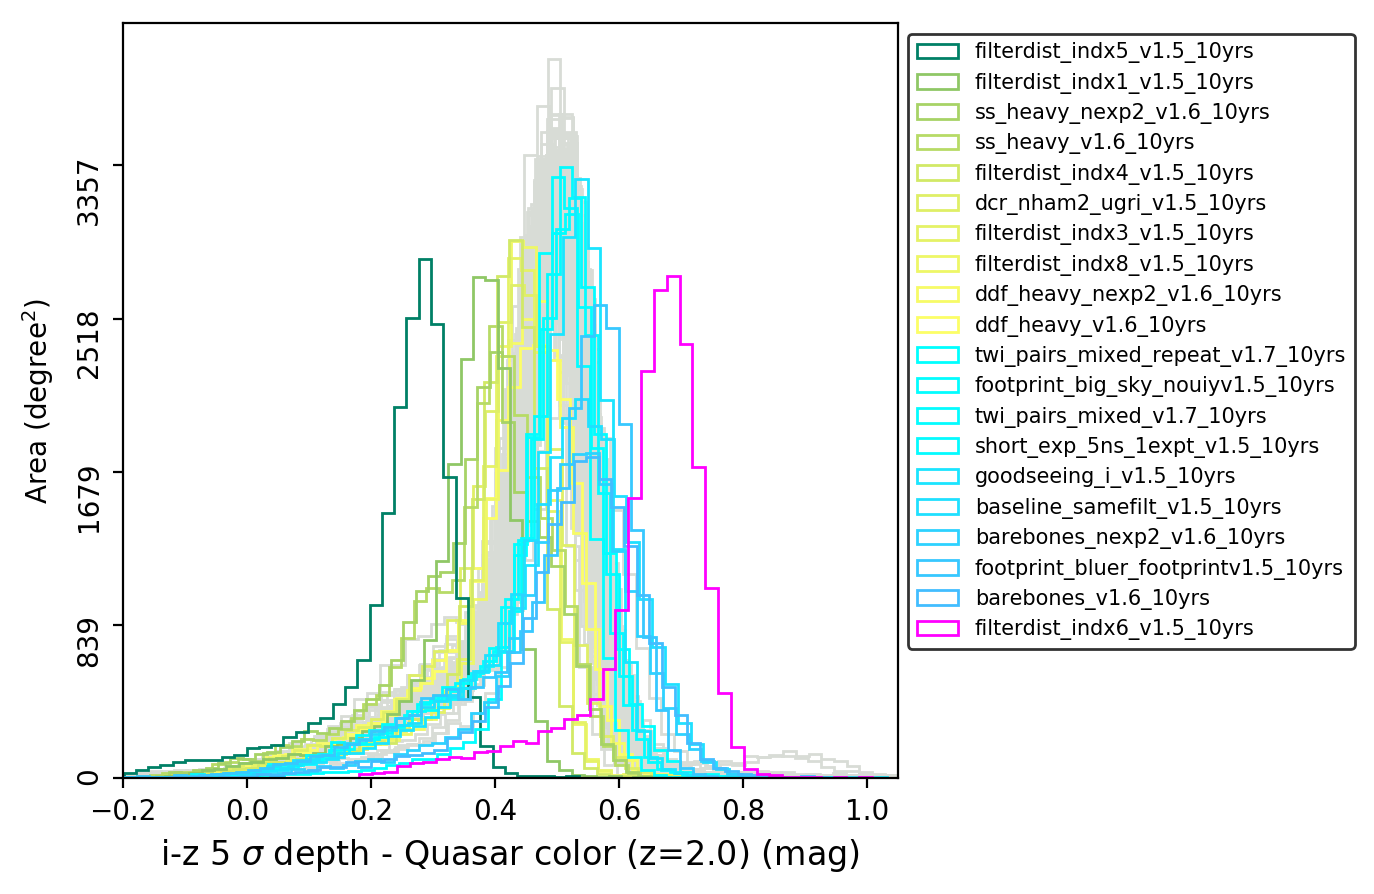 3357
2518
1679
839
0
Area (degree²)
−0.2
0.0
0.2
0.4
0.6
0.8
1.0
i-z 5 σ depth - Quasar color (z=2.0) (mag)
filterdist_indx5_v1.5_10yrs
filterdist_indx1_v1.5_10yrs
ss_heavy_nexp2_v1.6_10yrs
ss_heavy_v1.6_10yrs
filterdist_indx4_v1.5_10yrs
dcr_nham2_ugri_v1.5_10yrs
filterdist_indx3_v1.5_10yrs
filterdist_indx8_v1.5_10yrs
ddf_heavy_nexp2_v1.6_10yrs
ddf_heavy_v1.6_10yrs
twi_pairs_mixed_repeat_v1.7_10yrs
footprint_big_sky_nouiyv1.5_10yrs
twi_pairs_mixed_v1.7_10yrs
short_exp_5ns_1expt_v1.5_10yrs
goodseeing_i_v1.5_10yrs
baseline_samefilt_v1.5_10yrs
barebones_nexp2_v1.6_10yrs
footprint_bluer_footprintv1.5_10yrs
barebones_v1.6_10yrs
filterdist_indx6_v1.5_10yrs